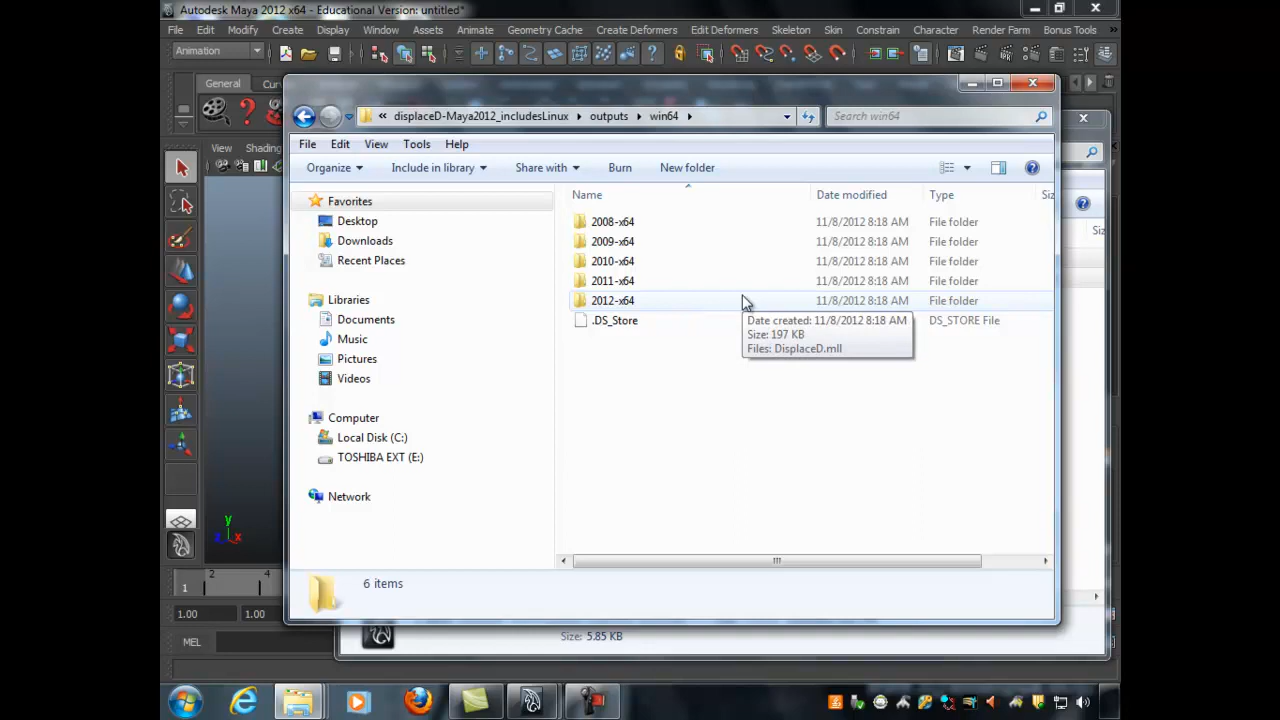 Autodesk Maya 2012 x64 - Educational Version: untitled*
File Edit Modify Create Display Window Assets Animate Geometry Cache Create Deformers Edit Deformers Skeleton Skin Constrain Character Render Farm Bonus Tools
Animation
General
View Shading
« displaceD-Maya2012_includesLinux outputs win64
Search win64
File Edit View Tools Help
Organize Include in library Share with Burn New folder
Name Date modified Type
Favorites
Desktop
Downloads
Recent Places
Libraries
Documents
Music
Pictures
Videos
Computer
Local Disk (C:)
TOSHIBA EXT (E:)
Network
2008-x64 11/8/2012 8:18 AM File folder
2009-x64 11/8/2012 8:18 AM File folder
2010-x64 11/8/2012 8:18 AM File folder
2011-x64 11/8/2012 8:18 AM File folder
2012-x64 11/8/2012 8:18 AM File folder
.DS_Store DS_STORE File
Date created: 11/8/2012 8:18 AM
Size: 197 KB
Files: DisplaceD.mll
6 items
Size: 5.85 KB
y
x
2 4
1
1.00 1.00
MEL